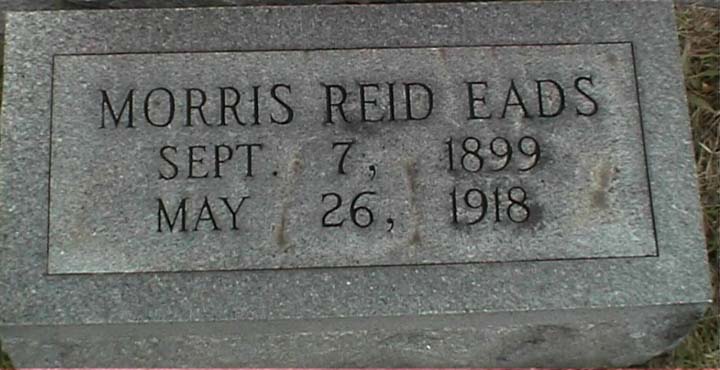 MORRIS REID EADS
SEPT. 7, 1899
MAY 26, 1918